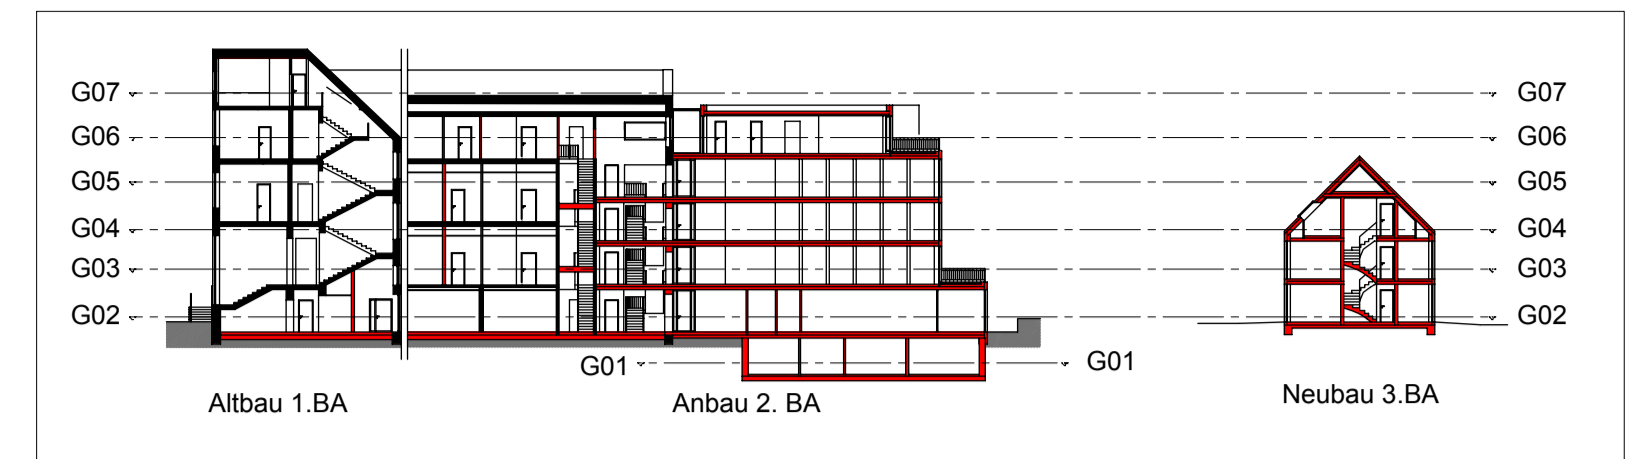 G07 G07
G06 G06
G05 G05
G04 G04
G03 G03
G02 G02
G01 G01
Altbau 1.BA Anbau 2. BA Neubau 3.BA